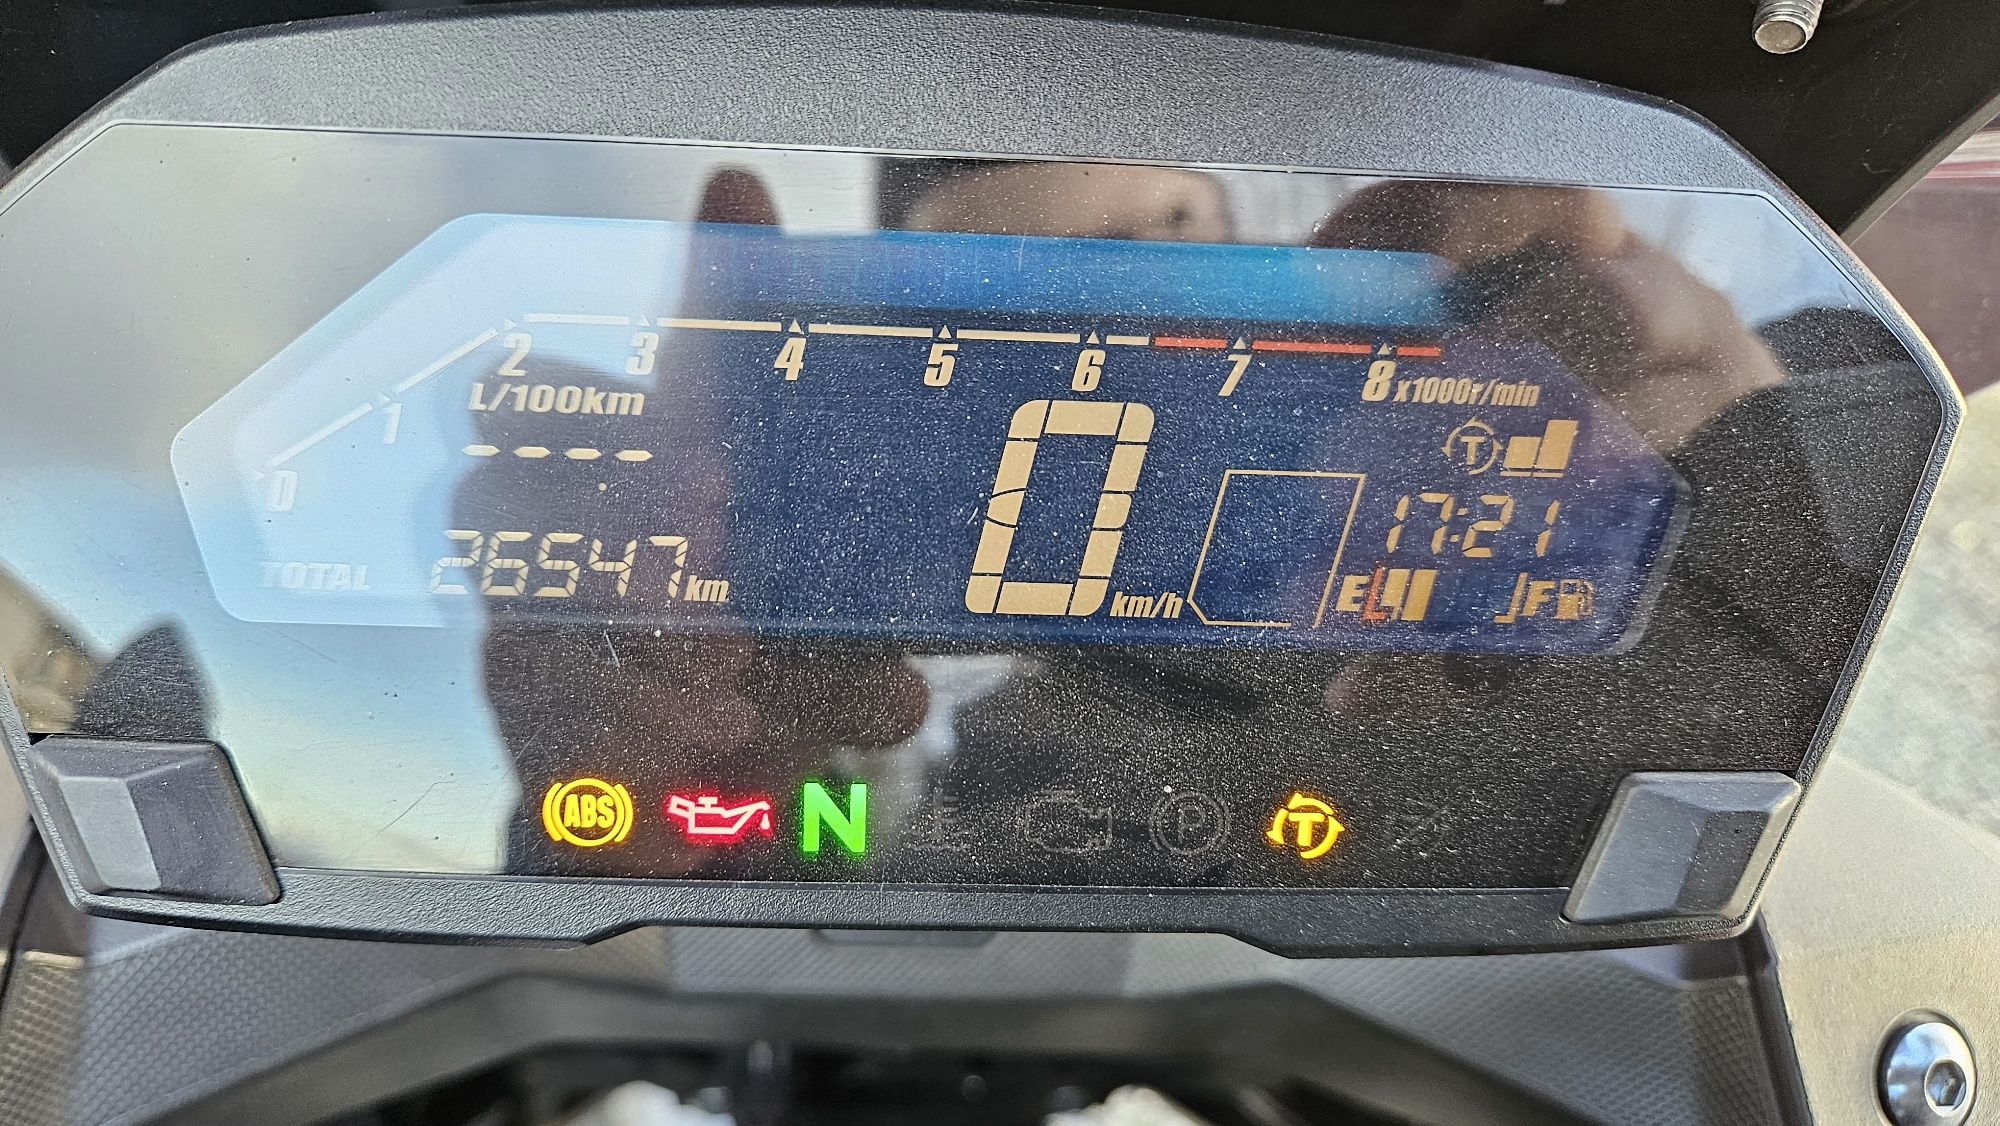 0 1 2 3 4 5 6 7 8 x1000r/min
L/100km
----
T
17:21
TOTAL 26547 km
0 km/h
E F
ABS N P T